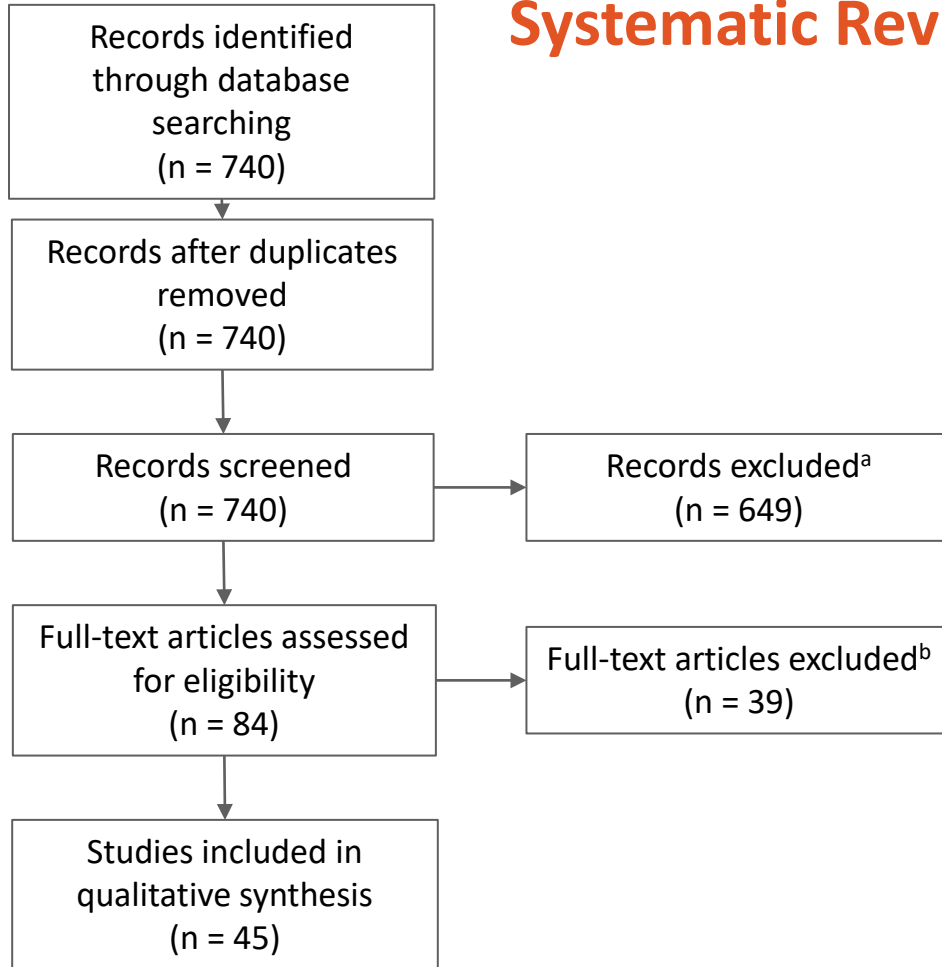 Systematic Rev
Records identified
through database
searching
(n = 740)
Records after duplicates
removed
(n = 740)
Records screened
(n = 740)
Records excludedᵃ
(n = 649)
Full-text articles assessed
for eligibility
(n = 84)
Full-text articles excludedᵇ
(n = 39)
Studies included in
qualitative synthesis
(n = 45)